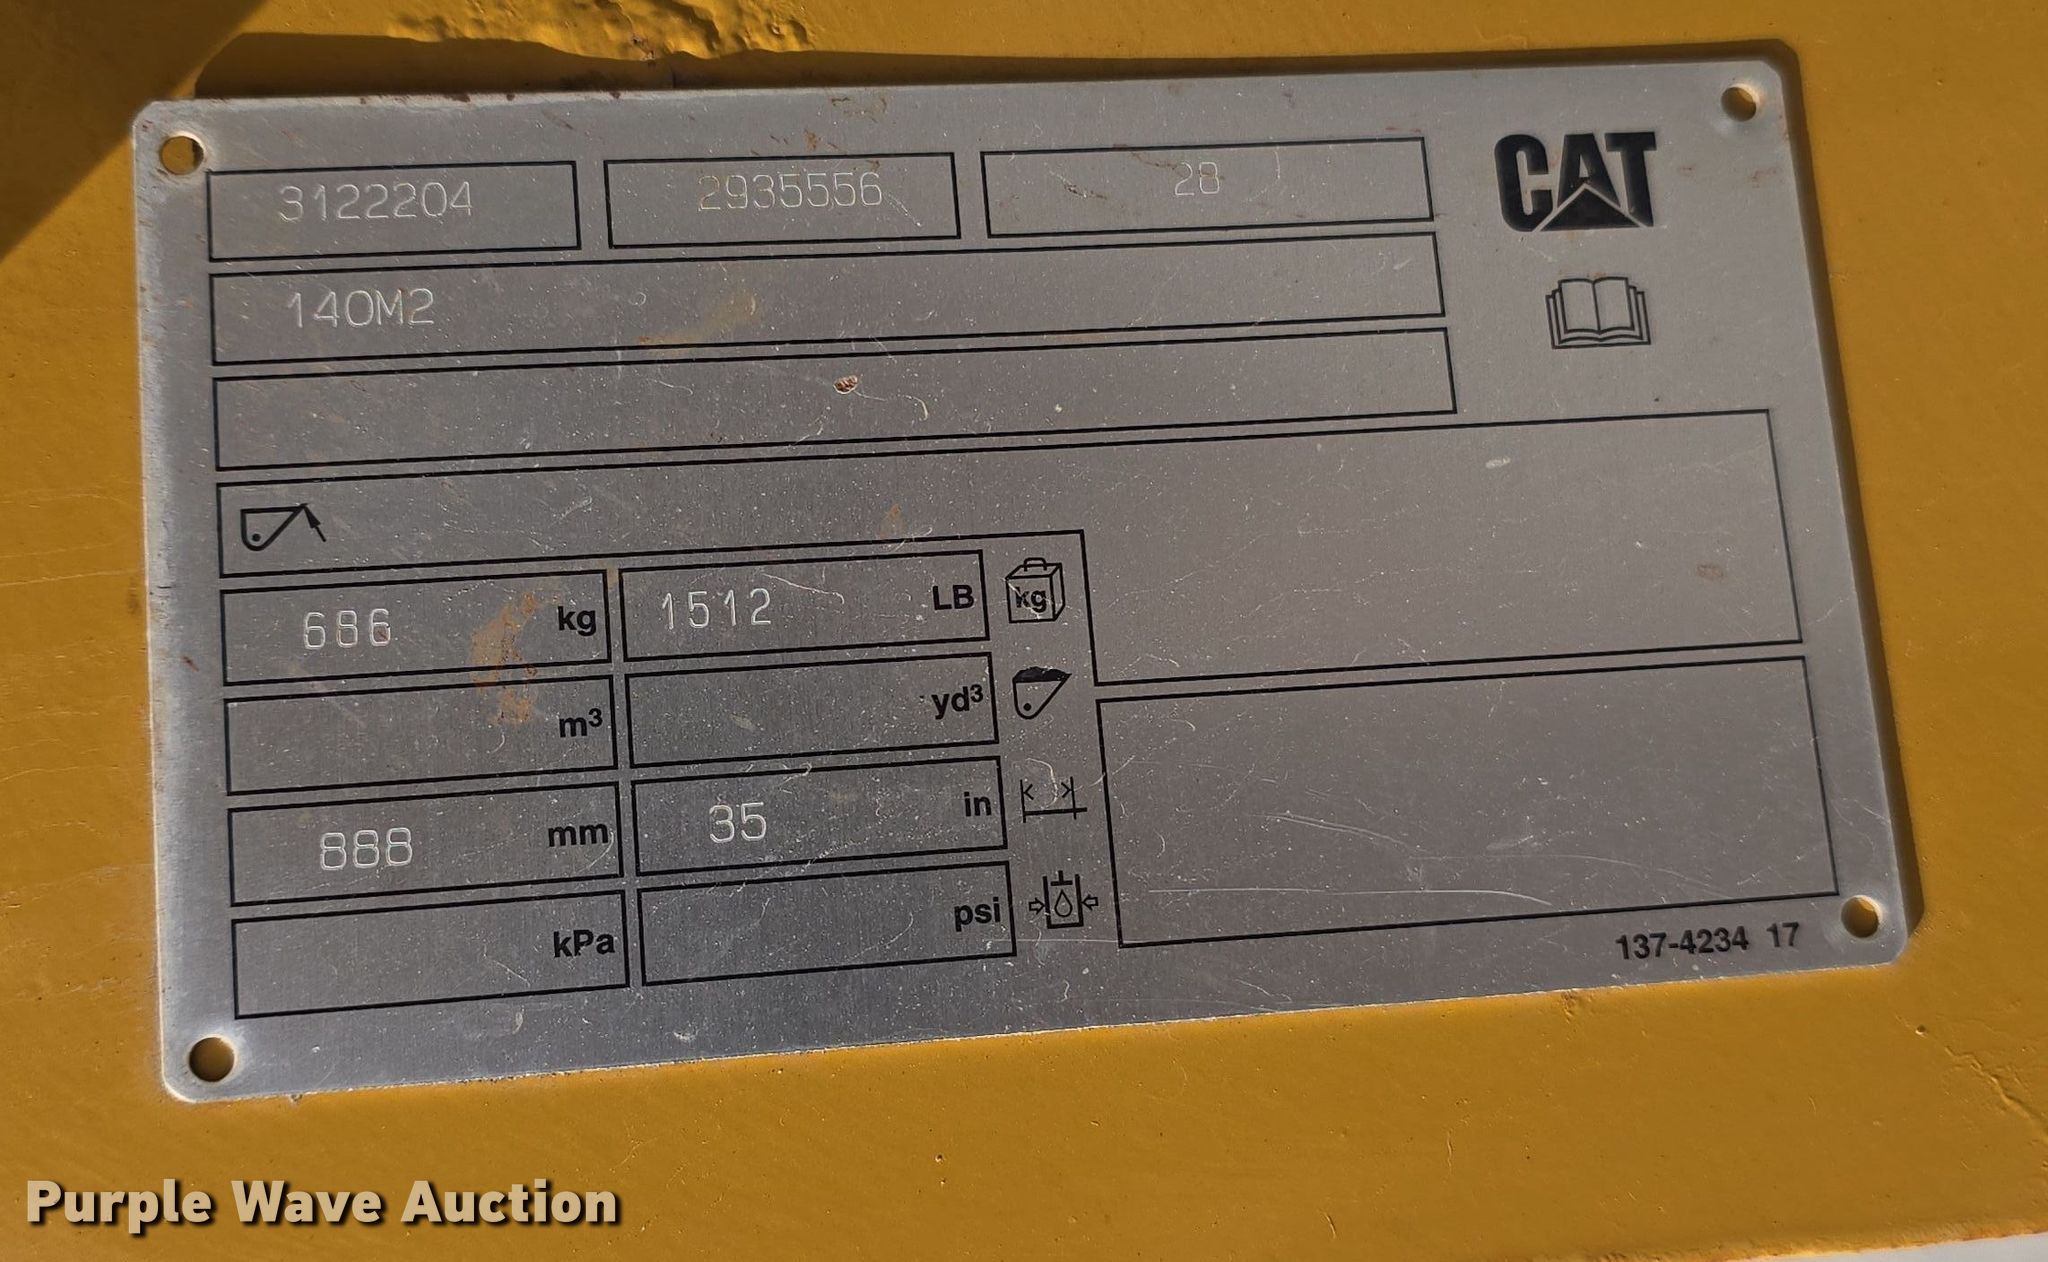 3122204 2935556 28 CAT
140M2
686 kg 1512 LB kg
m³ yd³
888 mm 35 in
kPa psi
137-4234 17
Purple Wave Auction